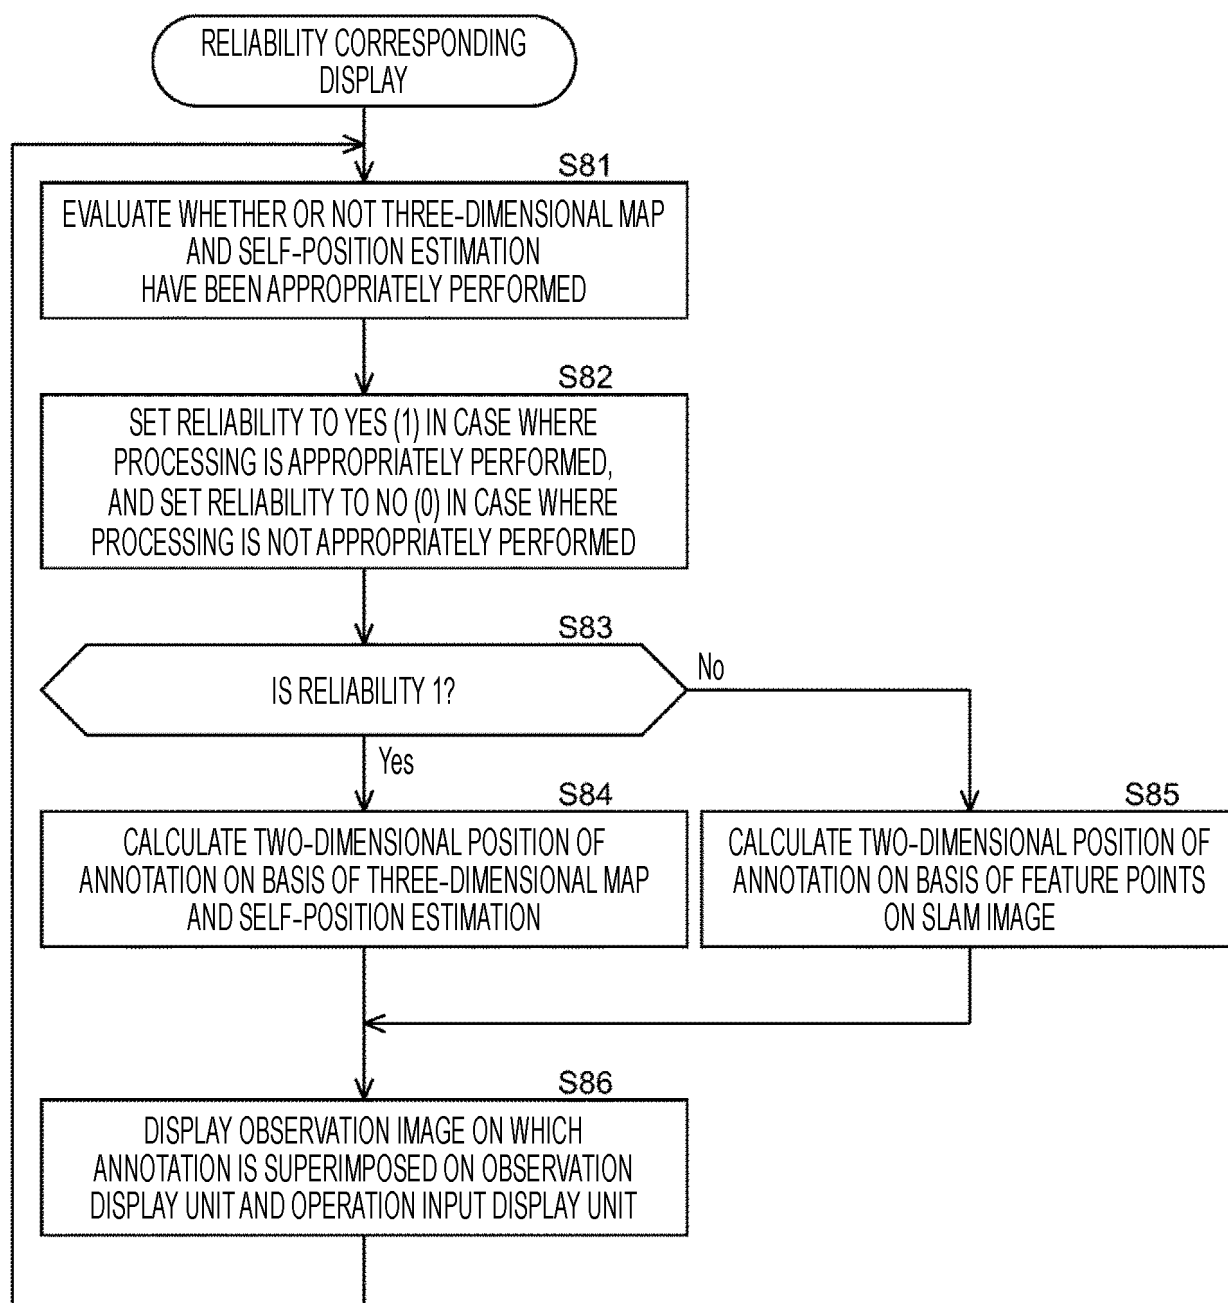 RELIABILITY CORRESPONDING
DISPLAY
S81
EVALUATE WHETHER OR NOT THREE-DIMENSIONAL MAP
AND SELF-POSITION ESTIMATION
HAVE BEEN APPROPRIATELY PERFORMED
S82
SET RELIABILITY TO YES (1) IN CASE WHERE
PROCESSING IS APPROPRIATELY PERFORMED,
AND SET RELIABILITY TO NO (0) IN CASE WHERE
PROCESSING IS NOT APPROPRIATELY PERFORMED
S83
IS RELIABILITY 1?
No
Yes
S84
CALCULATE TWO-DIMENSIONAL POSITION OF
ANNOTATION ON BASIS OF THREE-DIMENSIONAL MAP
AND SELF-POSITION ESTIMATION
S85
CALCULATE TWO-DIMENSIONAL POSITION OF
ANNOTATION ON BASIS OF FEATURE POINTS
ON SLAM IMAGE
S86
DISPLAY OBSERVATION IMAGE ON WHICH
ANNOTATION IS SUPERIMPOSED ON OBSERVATION
DISPLAY UNIT AND OPERATION INPUT DISPLAY UNIT